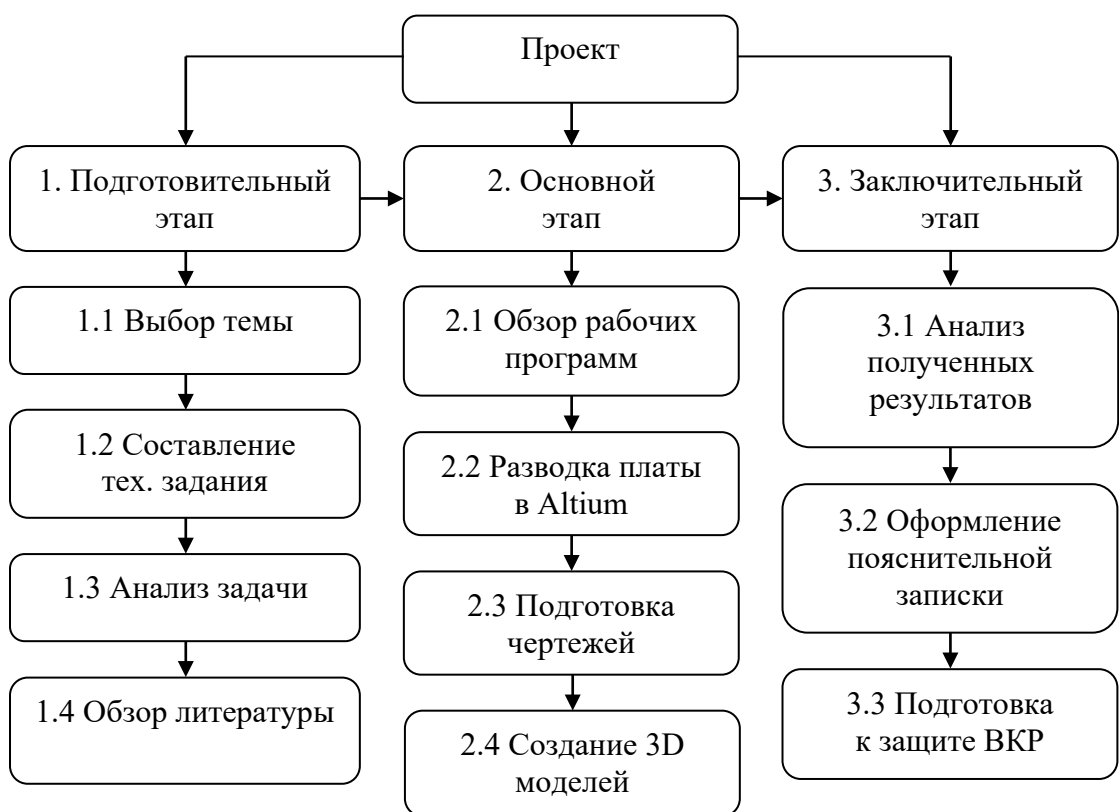 Проект
1. Подготовительный
этап
2. Основной
этап
3. Заключительный
этап
1.1 Выбор темы
1.2 Составление
тех. задания
1.3 Анализ задачи
1.4 Обзор литературы
2.1 Обзор рабочих
программ
2.2 Разводка платы
в Altium
2.3 Подготовка
чертежей
2.4 Создание 3D
моделей
3.1 Анализ
полученных
результатов
3.2 Оформление
пояснительной
записки
3.3 Подготовка
к защите ВКР